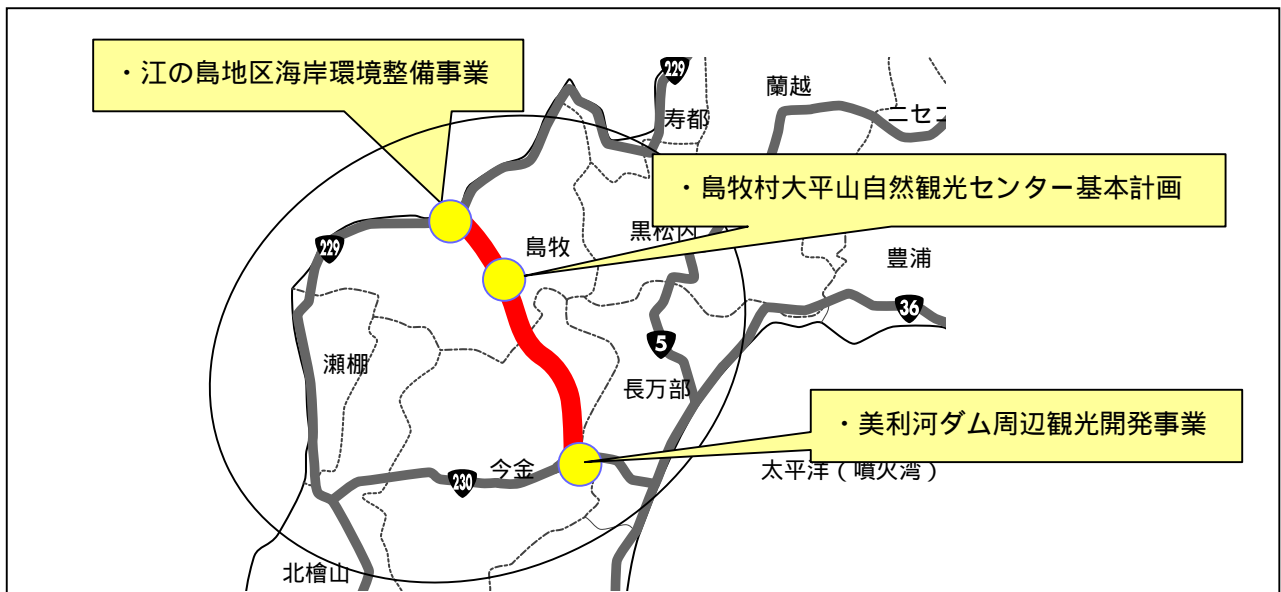 ・江の島地区海岸環境整備事業
229
蘭越
寿都
ニセコ
・島牧村大平山自然観光センター基本計画
島牧
黒松内
229
豊浦
36
5
瀬棚
長万部
・美利河ダム周辺観光開発事業
今金
230
太平洋(噴火湾)
北檜山